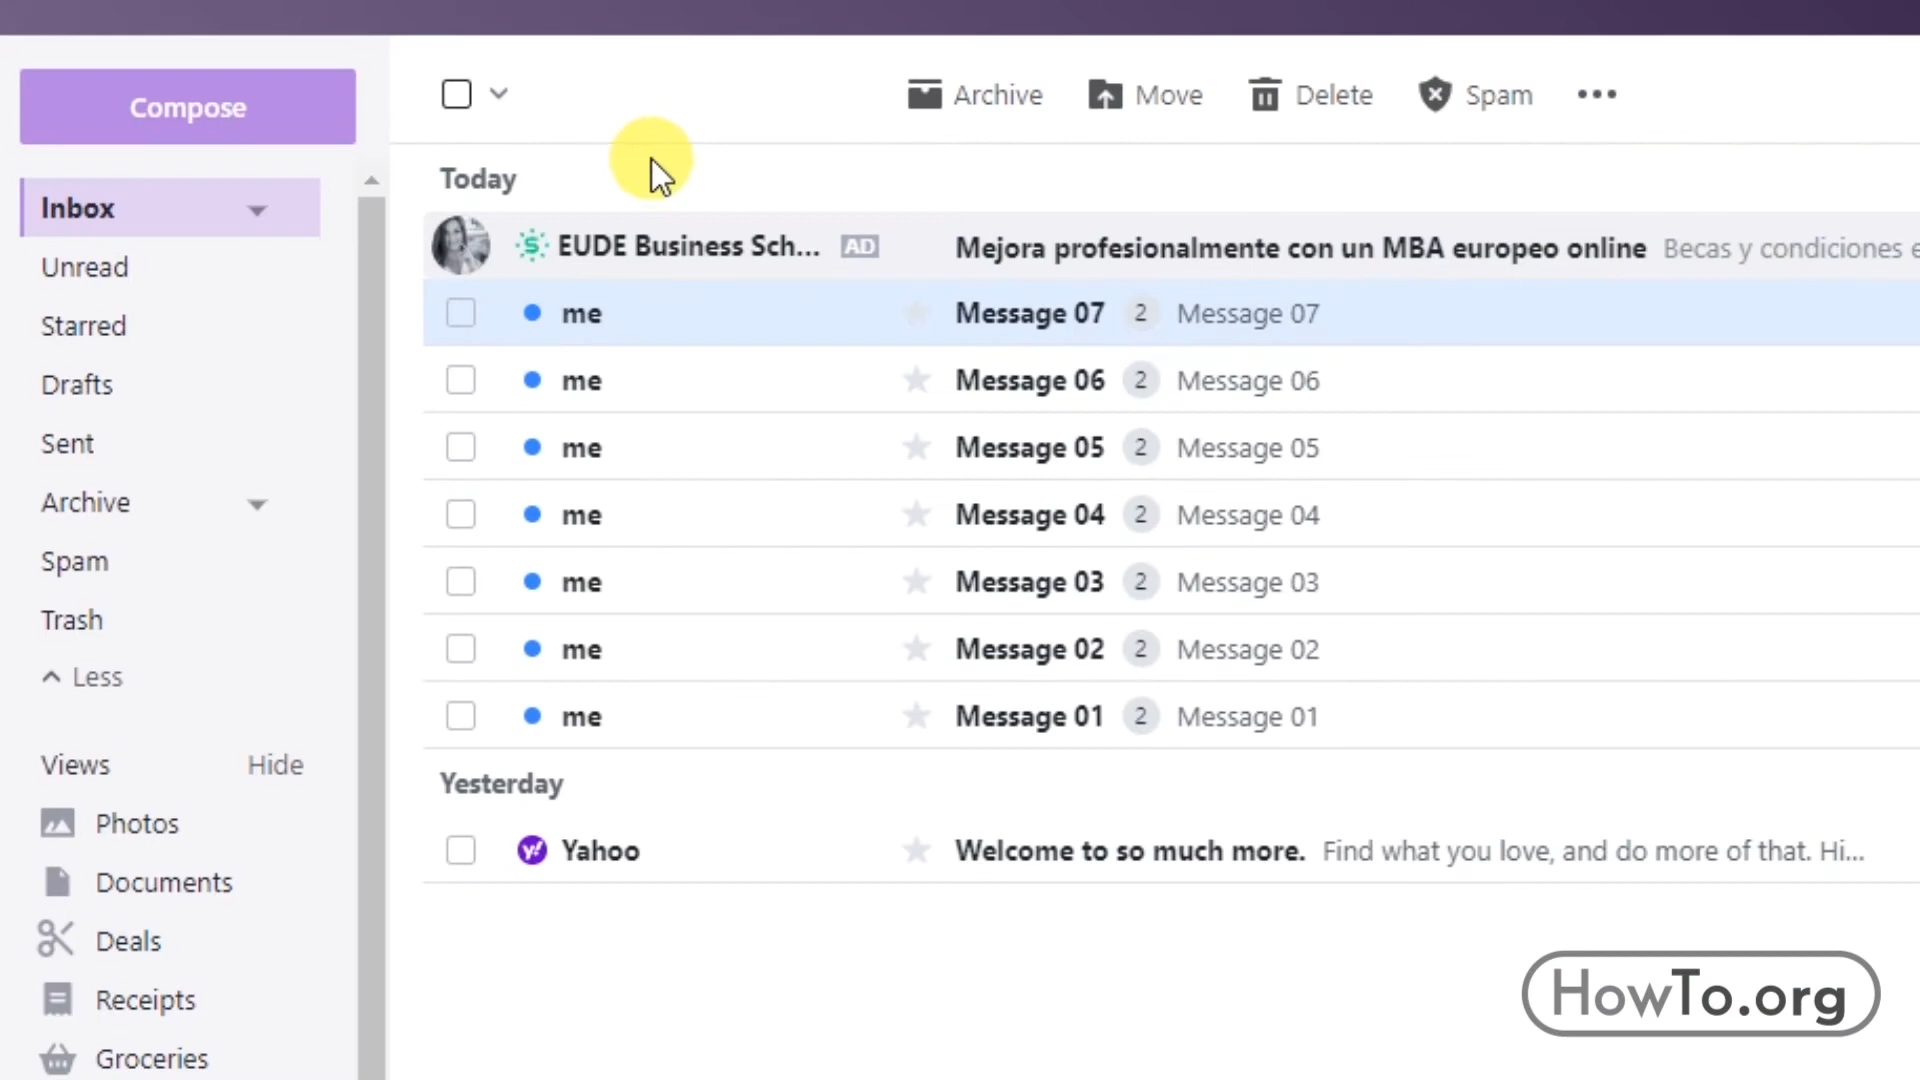 Compose
Archive Move Delete Spam
Inbox
Unread
Starred
Drafts
Sent
Archive
Spam
Trash
Less
Views Hide
Photos
Documents
Deals
Receipts
Groceries
Today
EUDE Business Sch... AD Mejora profesionalmente con un MBA europeo online Becas y condiciones e
me Message 07 2 Message 07
me Message 06 2 Message 06
me Message 05 2 Message 05
me Message 04 2 Message 04
me Message 03 2 Message 03
me Message 02 2 Message 02
me Message 01 2 Message 01
Yesterday
y! Yahoo Welcome to so much more. Find what you love, and do more of that. Hi...
HowTo.org